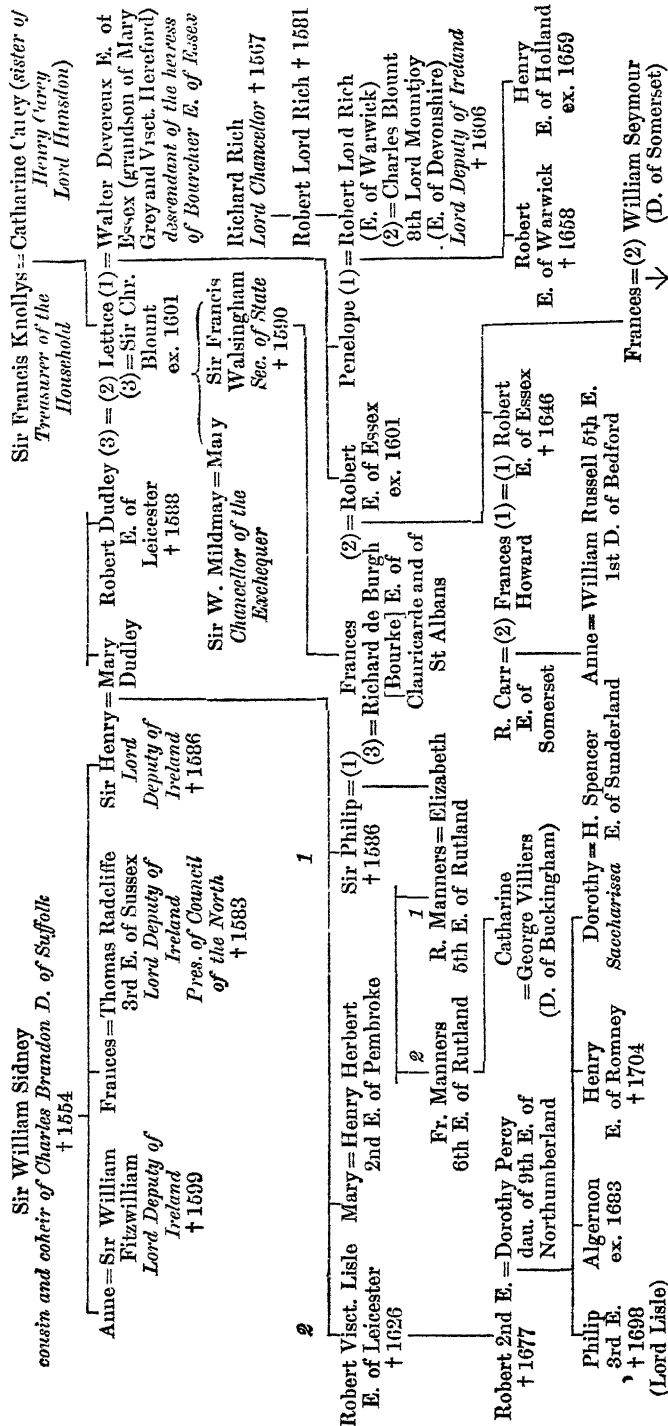 Sir William Sidney
cousin and coheir of Charles Brandon D. of Suffolk
†1554
Sir Francis Knollys = Catharine Carey (sister of
Treasurer of the
Household
Henry Carey
Lord Hunsdon)
Anne = Sir William
Fitzwilliam
Lord Deputy of
Ireland
†1599
Frances = Thomas Radcliffe
3rd E. of Sussex
Lord Deputy of
Ireland
Pres. of Council
of the North
†1583
Sir Henry = Mary
Lord
Deputy of
Ireland
†1586
Dudley
Robert Dudley (3) = (2) Lettice (1) = Walter Devereux E. of
E. of
Leicester
†1588
(3) = Sir Chr.
Blount
ex. 1601
Essex (grandson of Mary
Grey and Visct. Hereford)
descendant of the heiress
of Bourchier E. of Essex
Sir W. Mildmay = Mary
Chancellor of the
Exchequer
Sir Francis
Walsingham
Sec. of State
†1590
Richard Rich
Lord Chancellor †1567
Robert Lord Rich †1581
2
Robert Visct. Lisle
E. of Leicester
†1626
Mary = Henry Herbert
2nd E. of Pembroke
1
Sir Philip = (1)
†1586
Frances
(3) = Richard de Burgh
[Bourke] E. of
Clanricarde and of
St Albans
(2) = Robert
E. of Essex
ex. 1601
Penelope (1) = Robert Lord Rich
(E. of Warwick)
(2) = Charles Blount
8th Lord Mountjoy
(E. of Devonshire)
Lord Deputy of Ireland
†1606
2
Fr. Manners
6th E. of Rutland
1
R. Manners = Elizabeth
5th E. of Rutland
Catharine
= George Villiers
(D. of Buckingham)
R. Carr = (2) Frances (1) = (1) Robert
E. of
Somerset
Howard
E. of Essex
†1646
Robert
E. of Warwick
†1658
Henry
E. of Holland
ex. 1659
Robert 2nd E. = Dorothy Percy
†1677
dau. of 9th E. of
Northumberland
Anne = William Russell 5th E.
1st D. of Bedford
Frances = (2) William Seymour
(D. of Somerset)
Philip
3rd E.
†1698
(Lord Lisle)
Algernon
ex. 1683
Henry
E. of Romney
†1704
Dorothy = H. Spencer
Saccharissa E. of Sunderland